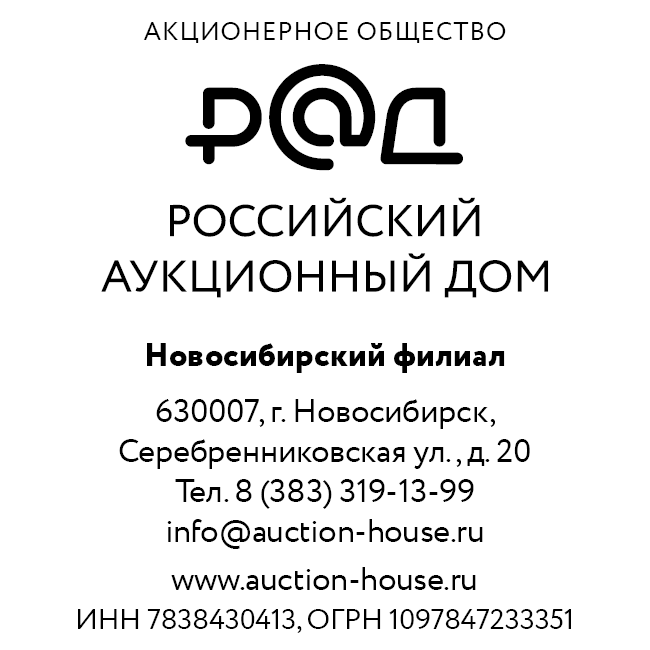 АКЦИОНЕРНОЕ ОБЩЕСТВО
Р@Д
РОССИЙСКИЙ
АУКЦИОННЫЙ ДОМ
Новосибирский филиал
630007, г. Новосибирск,
Серебренниковская ул., д. 20
Тел. 8 (383) 319-13-99
info@auction-house.ru
www.auction-house.ru
ИНН 7838430413, ОГРН 1097847233351